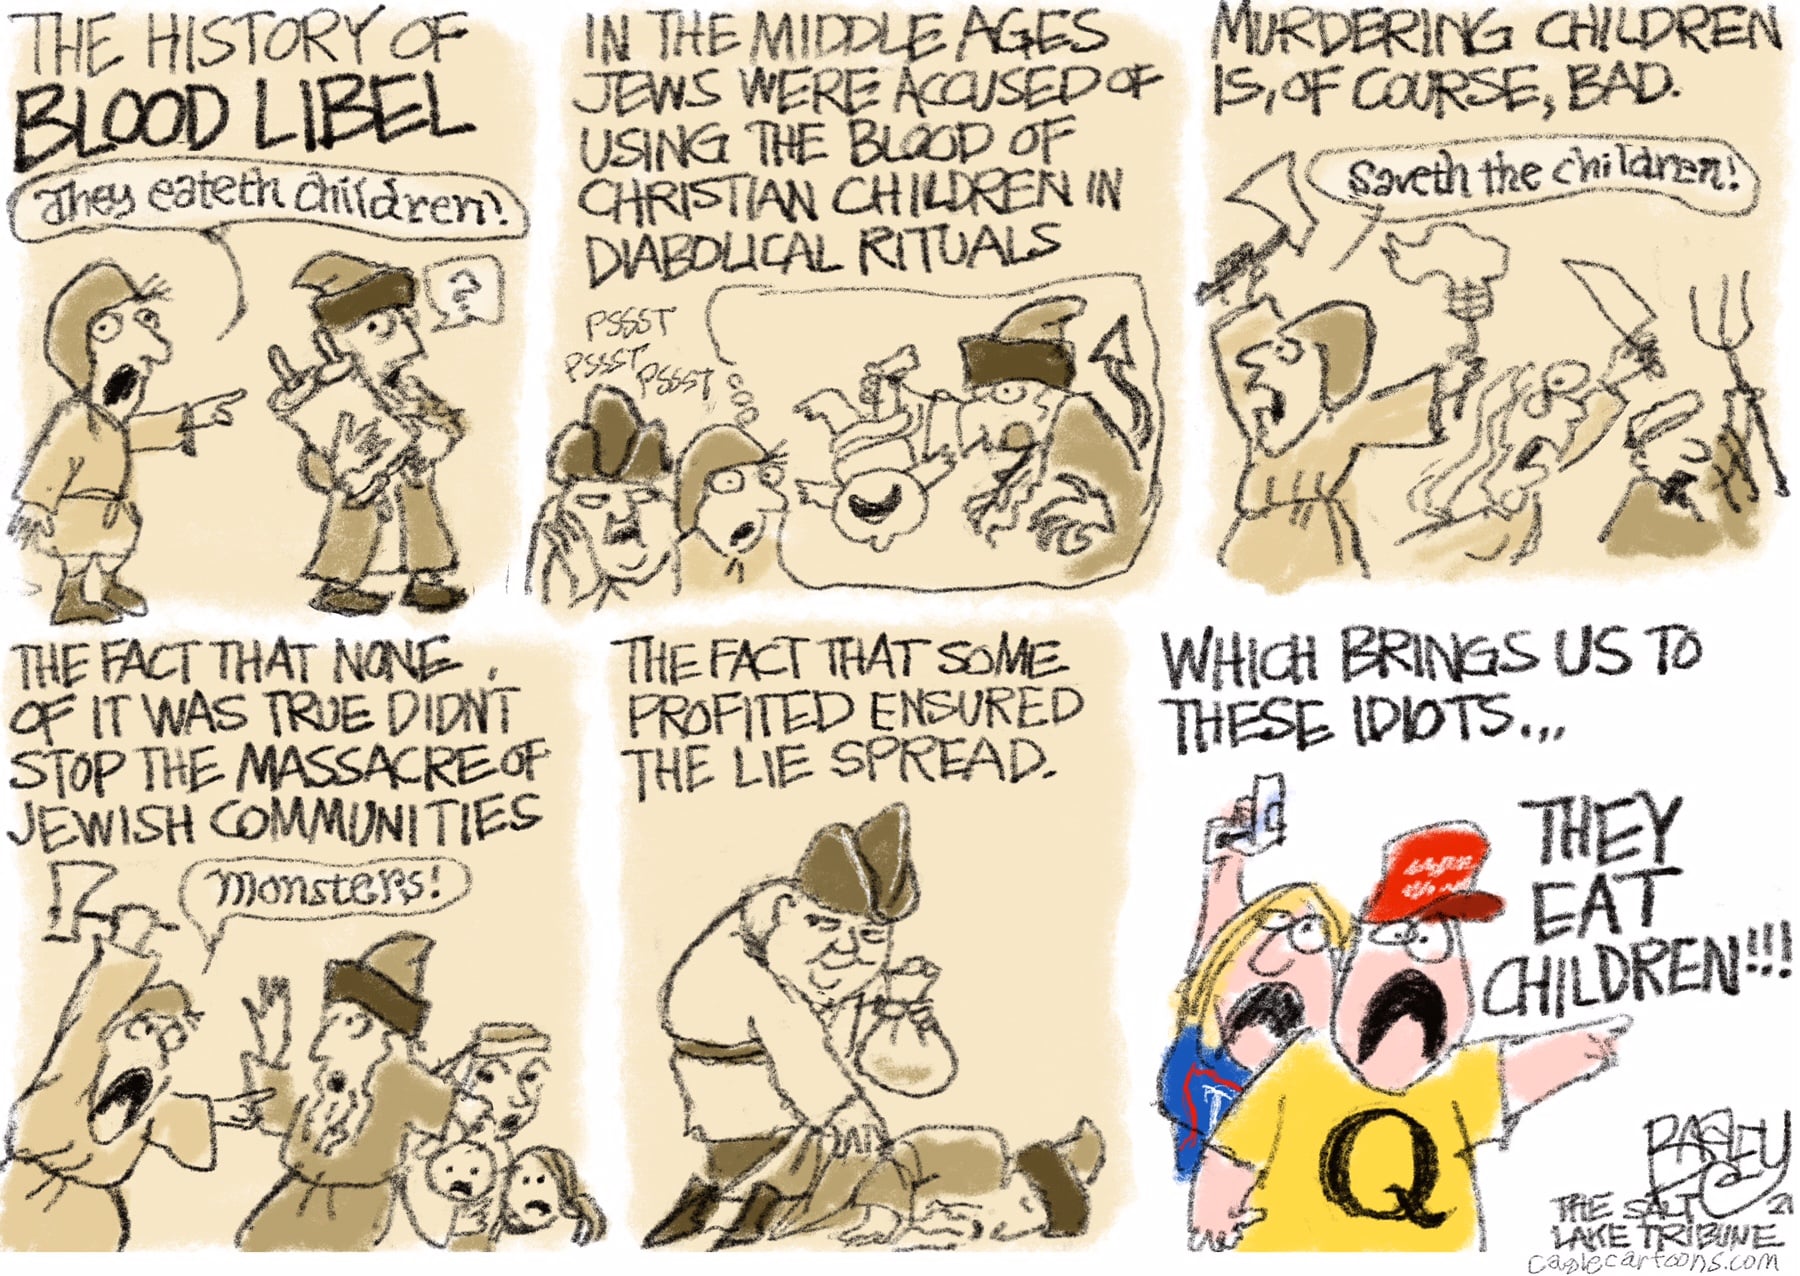 THE HISTORY OF
BLOOD LIBEL
They eateth children!
?
IN THE MIDDLE AGES
JEWS WERE ACCUSED OF
USING THE BLOOD OF
CHRISTIAN CHILDREN IN
DIABOLICAL RITUALS
PSSST
PSSST
PSSST
MURDERING CHILDREN
IS, OF COURSE, BAD.
Saveth the children!
THE FACT THAT NONE
OF IT WAS TRUE DIDN'T
STOP THE MASSACRE OF
JEWISH COMMUNITIES
Monsters!
THE FACT THAT SOME
PROFITED ENSURED
THE LIE SPREAD.
WHICH BRINGS US TO
THESE IDIOTS...
THEY
EAT
CHILDREN!!!
T
Q
BAGLEY
21
THE SALT
LAKE TRIBUNE
caglecartoons.com